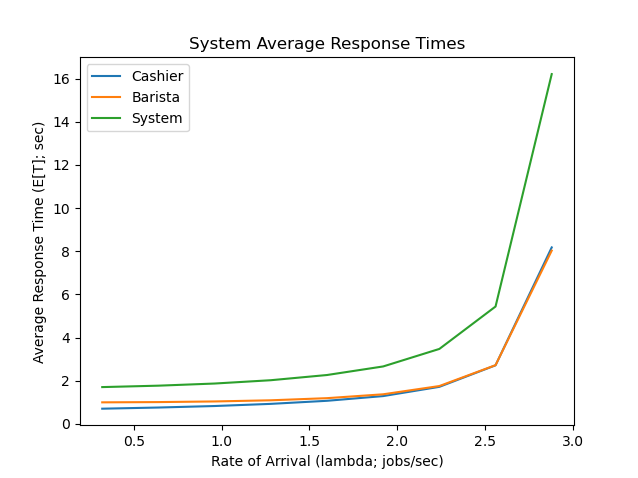 System Average Response Times
Cashier
Barista
System
Average Response Time (E[T]; sec)
16
14
12
10
8
6
4
2
0
0.5 1.0 1.5 2.0 2.5 3.0
Rate of Arrival (lambda; jobs/sec)